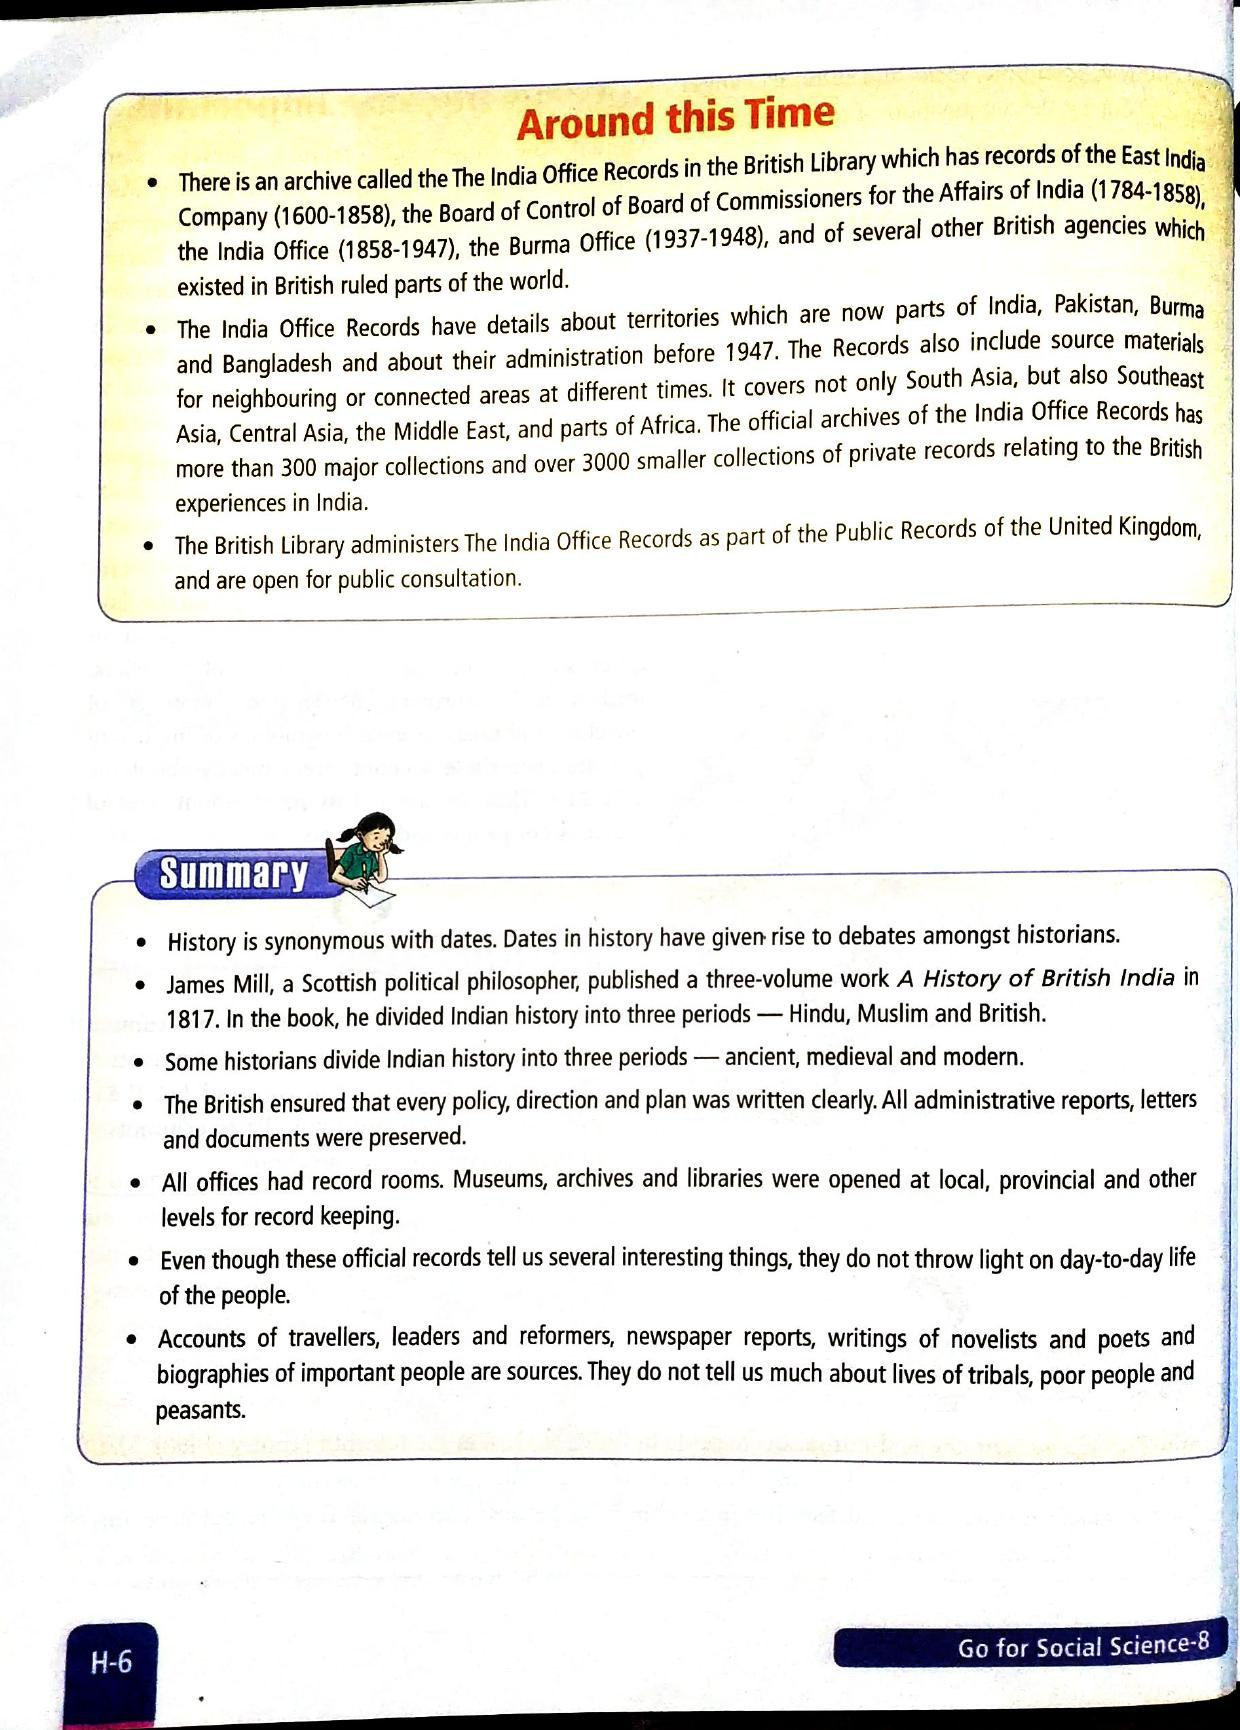 Around this Time
• There is an archive called the The India Office Records in the British Library which has records of the East India
Company (1600-1858), the Board of Control of Board of Commissioners for the Affairs of India (1784-1858),
the India Office (1858-1947), the Burma Office (1937-1948), and of several other British agencies which
existed in British ruled parts of the world.
• The India Office Records have details about territories which are now parts of India, Pakistan, Burma
and Bangladesh and about their administration before 1947. The Records also include source materials
for neighbouring or connected areas at different times. It covers not only South Asia, but also Southeast
Asia, Central Asia, the Middle East, and parts of Africa. The official archives of the India Office Records has
more than 300 major collections and over 3000 smaller collections of private records relating to the British
experiences in India.
• The British Library administers The India Office Records as part of the Public Records of the United Kingdom,
and are open for public consultation.
Summary
• History is synonymous with dates. Dates in history have given rise to debates amongst historians.
• James Mill, a Scottish political philosopher, published a three-volume work A History of British India in
1817. In the book, he divided Indian history into three periods — Hindu, Muslim and British.
• Some historians divide Indian history into three periods — ancient, medieval and modern.
• The British ensured that every policy, direction and plan was written clearly. All administrative reports, letters
and documents were preserved.
• All offices had record rooms. Museums, archives and libraries were opened at local, provincial and other
levels for record keeping.
• Even though these official records tell us several interesting things, they do not throw light on day-to-day life
of the people.
• Accounts of travellers, leaders and reformers, newspaper reports, writings of novelists and poets and
biographies of important people are sources. They do not tell us much about lives of tribals, poor people and
peasants.
H-6
Go for Social Science-8